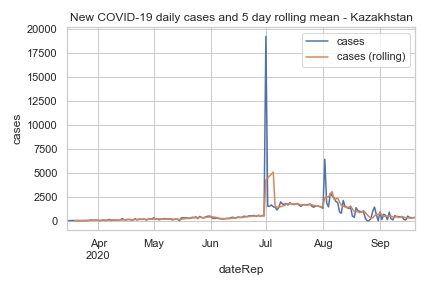 New COVID-19 daily cases and 5 day rolling mean - Kazakhstan
20000
17500
15000
12500
10000
7500
5000
2500
0
cases
cases
cases (rolling)
Apr
2020
May
Jun
Jul
Aug
Sep
dateRep